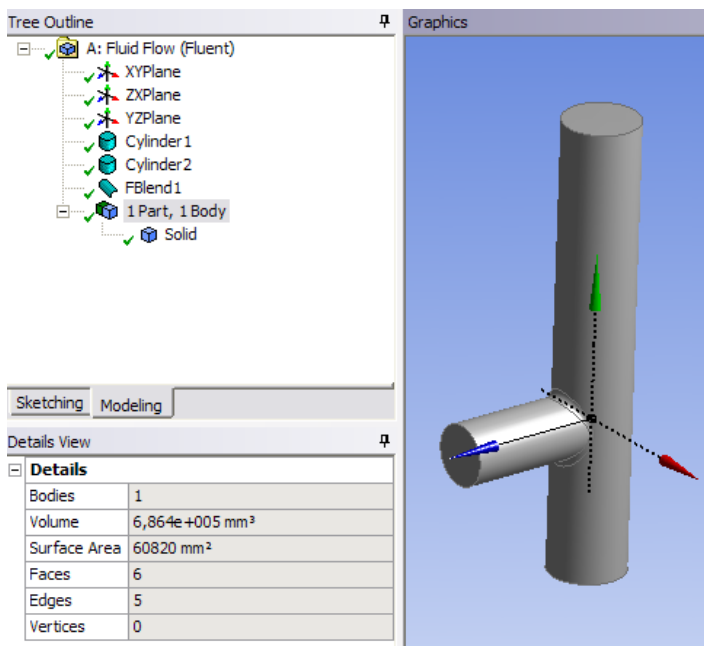 Tree Outline
Graphics
A: Fluid Flow (Fluent)
XYPlane
ZXPlane
YZPlane
Cylinder1
Cylinder2
FBlend1
1 Part, 1 Body
Solid
Sketching Modeling
Details View
Details
Bodies 1
Volume 6,864e+005 mm³
Surface Area 60820 mm²
Faces 6
Edges 5
Vertices 0